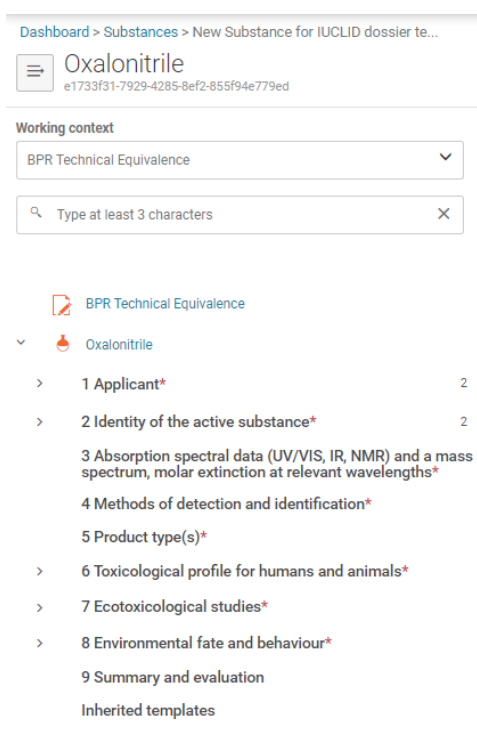 Dashboard > Substances > New Substance for IUCLID dossier te...
Oxalonitrile
e1733f31-7929-4285-8ef2-855f94e779ed
Working context
BPR Technical Equivalence
Type at least 3 characters
BPR Technical Equivalence
Oxalonitrile
1 Applicant* 2
2 Identity of the active substance* 2
3 Absorption spectral data (UV/VIS, IR, NMR) and a mass
spectrum, molar extinction at relevant wavelengths*
4 Methods of detection and identification*
5 Product type(s)*
6 Toxicological profile for humans and animals*
7 Ecotoxicological studies*
8 Environmental fate and behaviour*
9 Summary and evaluation
Inherited templates